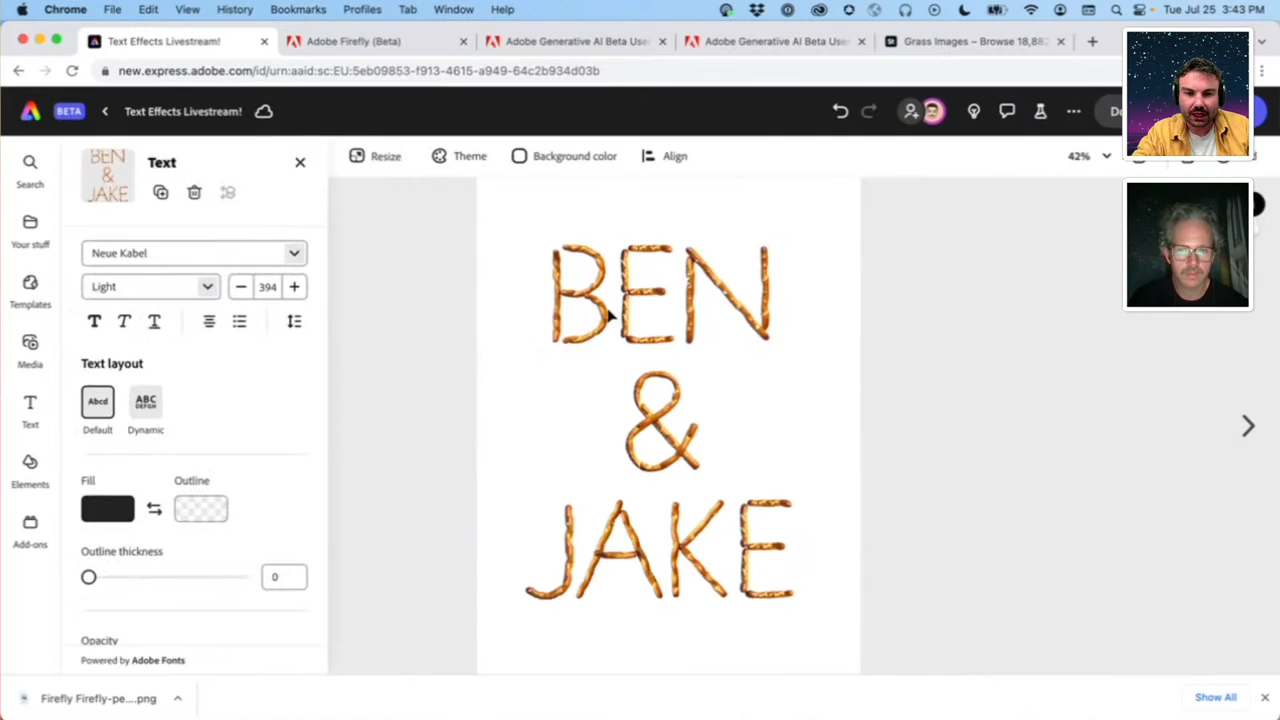 Chrome File Edit View History Bookmarks Profiles Tab Window Help Tue Jul 25 3:43 PM
Text Effects Livestream! Adobe Firefly (Beta) Adobe Generative AI Beta Use Adobe Generative AI Beta Use Grass Images – Browse 18,88
new.express.adobe.com/id/urn:aaid:sc:EU:5eb09853-f913-4615-a949-64c2b934d03b
BETA Text Effects Livestream!
Search
Your stuff
Templates
Media
Text
Elements
Add-ons
BEN
&
JAKE
Text
Neue Kabel
Light 394
T T T
Text layout
Abcd ABC DEFGH
Default Dynamic
Fill Outline
Outline thickness
0
Opacity
Powered by Adobe Fonts
Resize Theme Background color Align 42%
BEN
&
JAKE
Firefly Firefly-pe....png Show All